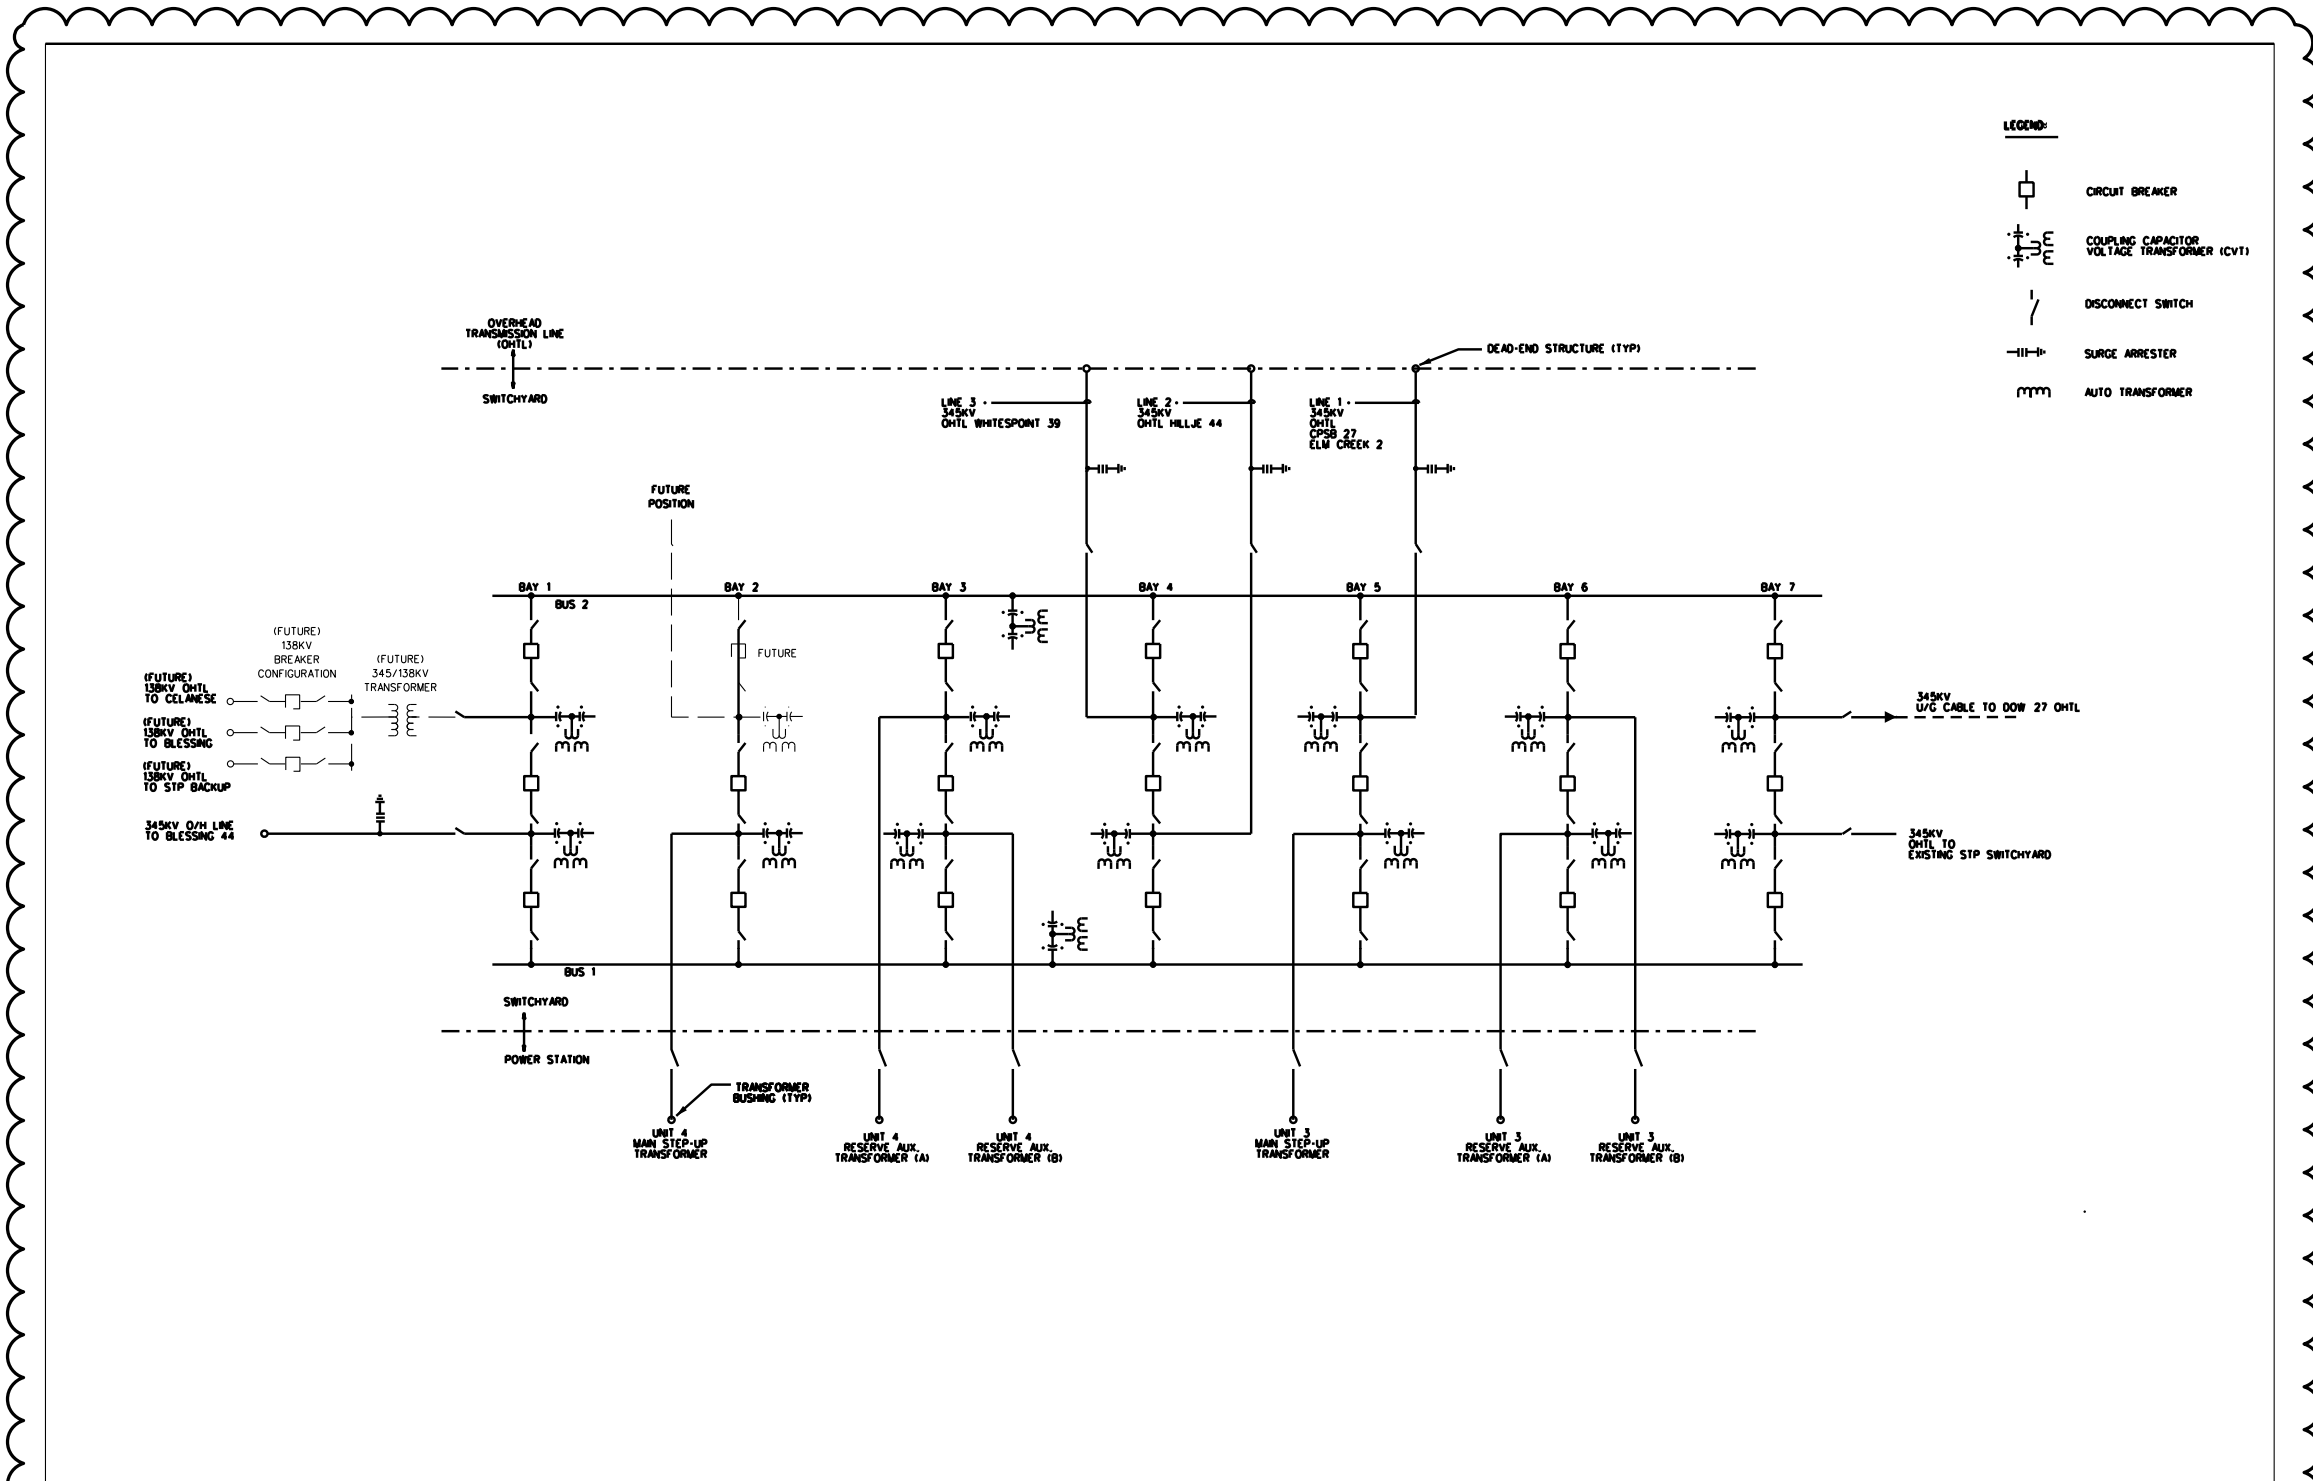 LEGEND:
CIRCUIT BREAKER
COUPLING CAPACITOR
VOLTAGE TRANSFORMER (CVT)
DISCONNECT SWITCH
SURGE ARRESTER
AUTO TRANSFORMER
OVERHEAD
TRANSMISSION LINE
(OHTL)
SWITCHYARD
DEAD-END STRUCTURE (TYP)
LINE 3 -
345KV
OHTL WHITESPOINT 39
LINE 2 -
345KV
OHTL HILLJE 44
LINE 1 -
345KV
OHTL
CPSB 27
ELM CREEK 2
FUTURE
POSITION
BAY 1
BAY 2
BAY 3
BAY 4
BAY 5
BAY 6
BAY 7
BUS 2
(FUTURE)
138KV
BREAKER
CONFIGURATION
(FUTURE)
345/138KV
TRANSFORMER
FUTURE
(FUTURE)
138KV OHTL
TO CELANESE
(FUTURE)
138KV OHTL
TO BLESSING
(FUTURE)
138KV OHTL
TO STP BACKUP
345KV O/H LINE
TO BLESSING 44
345KV
U/G CABLE TO DOW 27 OHTL
345KV
OHTL TO
EXISTING STP SWITCHYARD
BUS 1
SWITCHYARD
POWER STATION
TRANSFORMER
BUSHING (TYP)
UNIT 4
MAIN STEP-UP
TRANSFORMER
UNIT 4
RESERVE AUX.
TRANSFORMER (A)
UNIT 4
RESERVE AUX.
TRANSFORMER (B)
UNIT 3
MAIN STEP-UP
TRANSFORMER
UNIT 3
RESERVE AUX.
TRANSFORMER (A)
UNIT 3
RESERVE AUX.
TRANSFORMER (B)